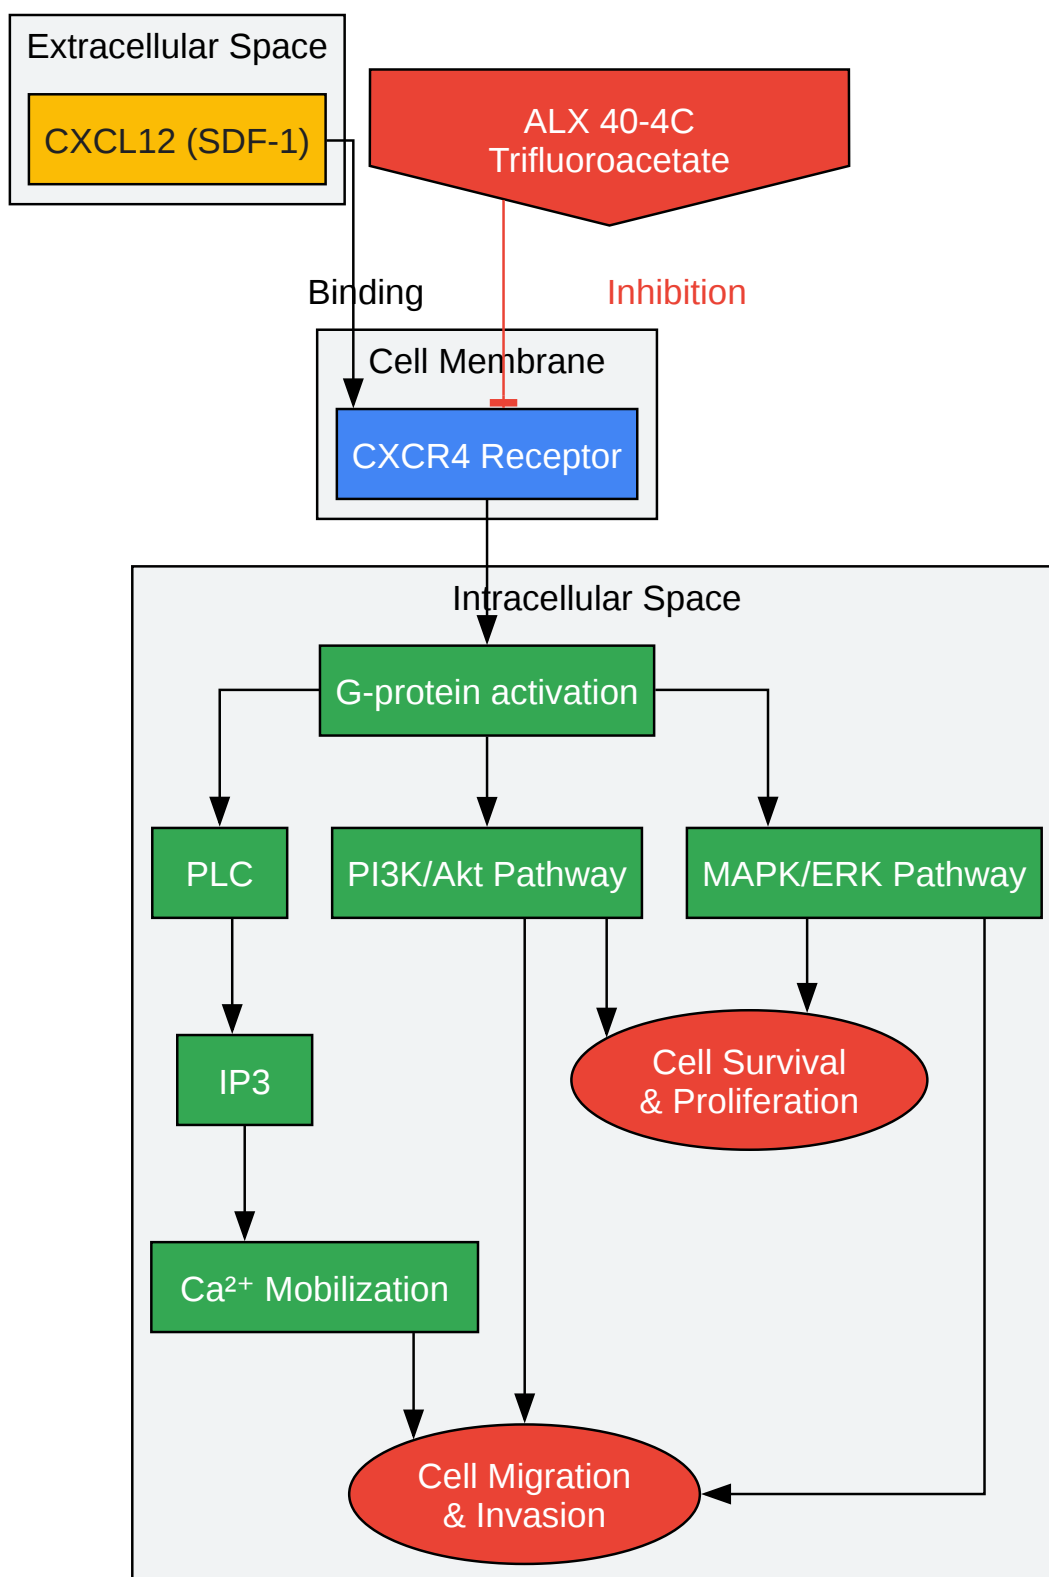 Extracellular Space
CXCL12 (SDF-1)
ALX 40-4C
Trifluoroacetate
Binding
Inhibition
Cell Membrane
CXCR4 Receptor
Intracellular Space
G-protein activation
PLC
PI3K/Akt Pathway
MAPK/ERK Pathway
IP3
Cell Survival
& Proliferation
Ca²⁺ Mobilization
Cell Migration
& Invasion